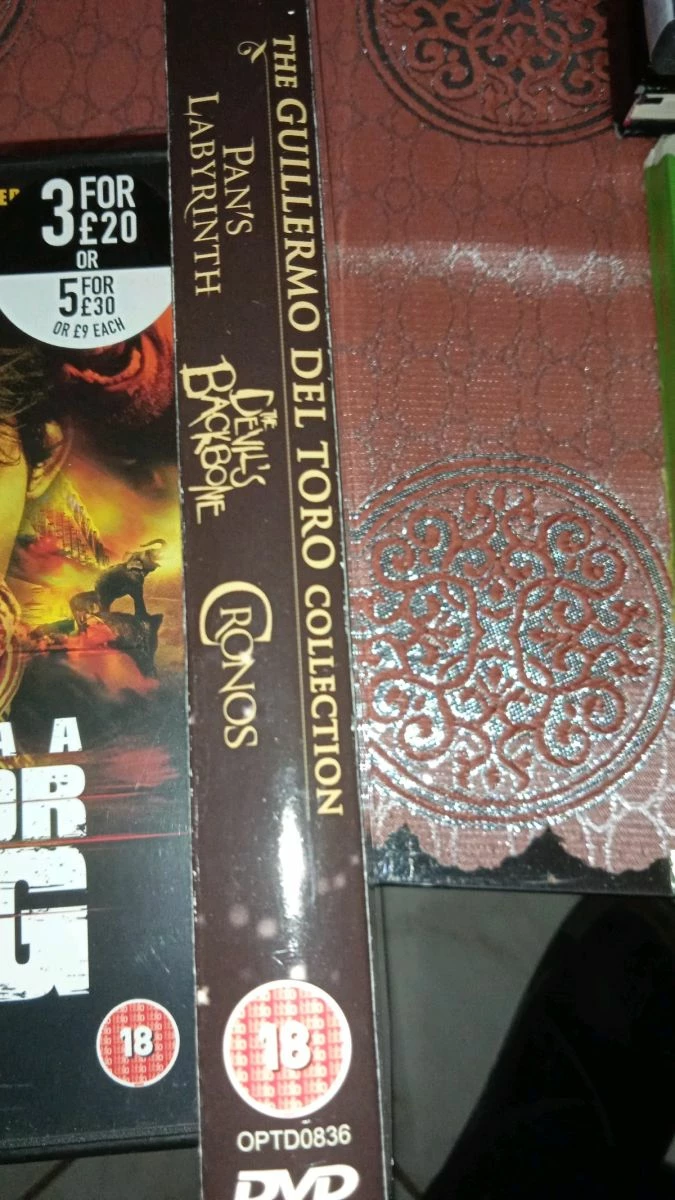 3 FOR £20
OR
5 FOR £30
OR £9 EACH
18
THE GUILLERMO DEL TORO COLLECTION
PAN'S
LABYRINTH
THE
DEVIL'S
BACKBONE
CRONOS
18
OPTD0836
DVD